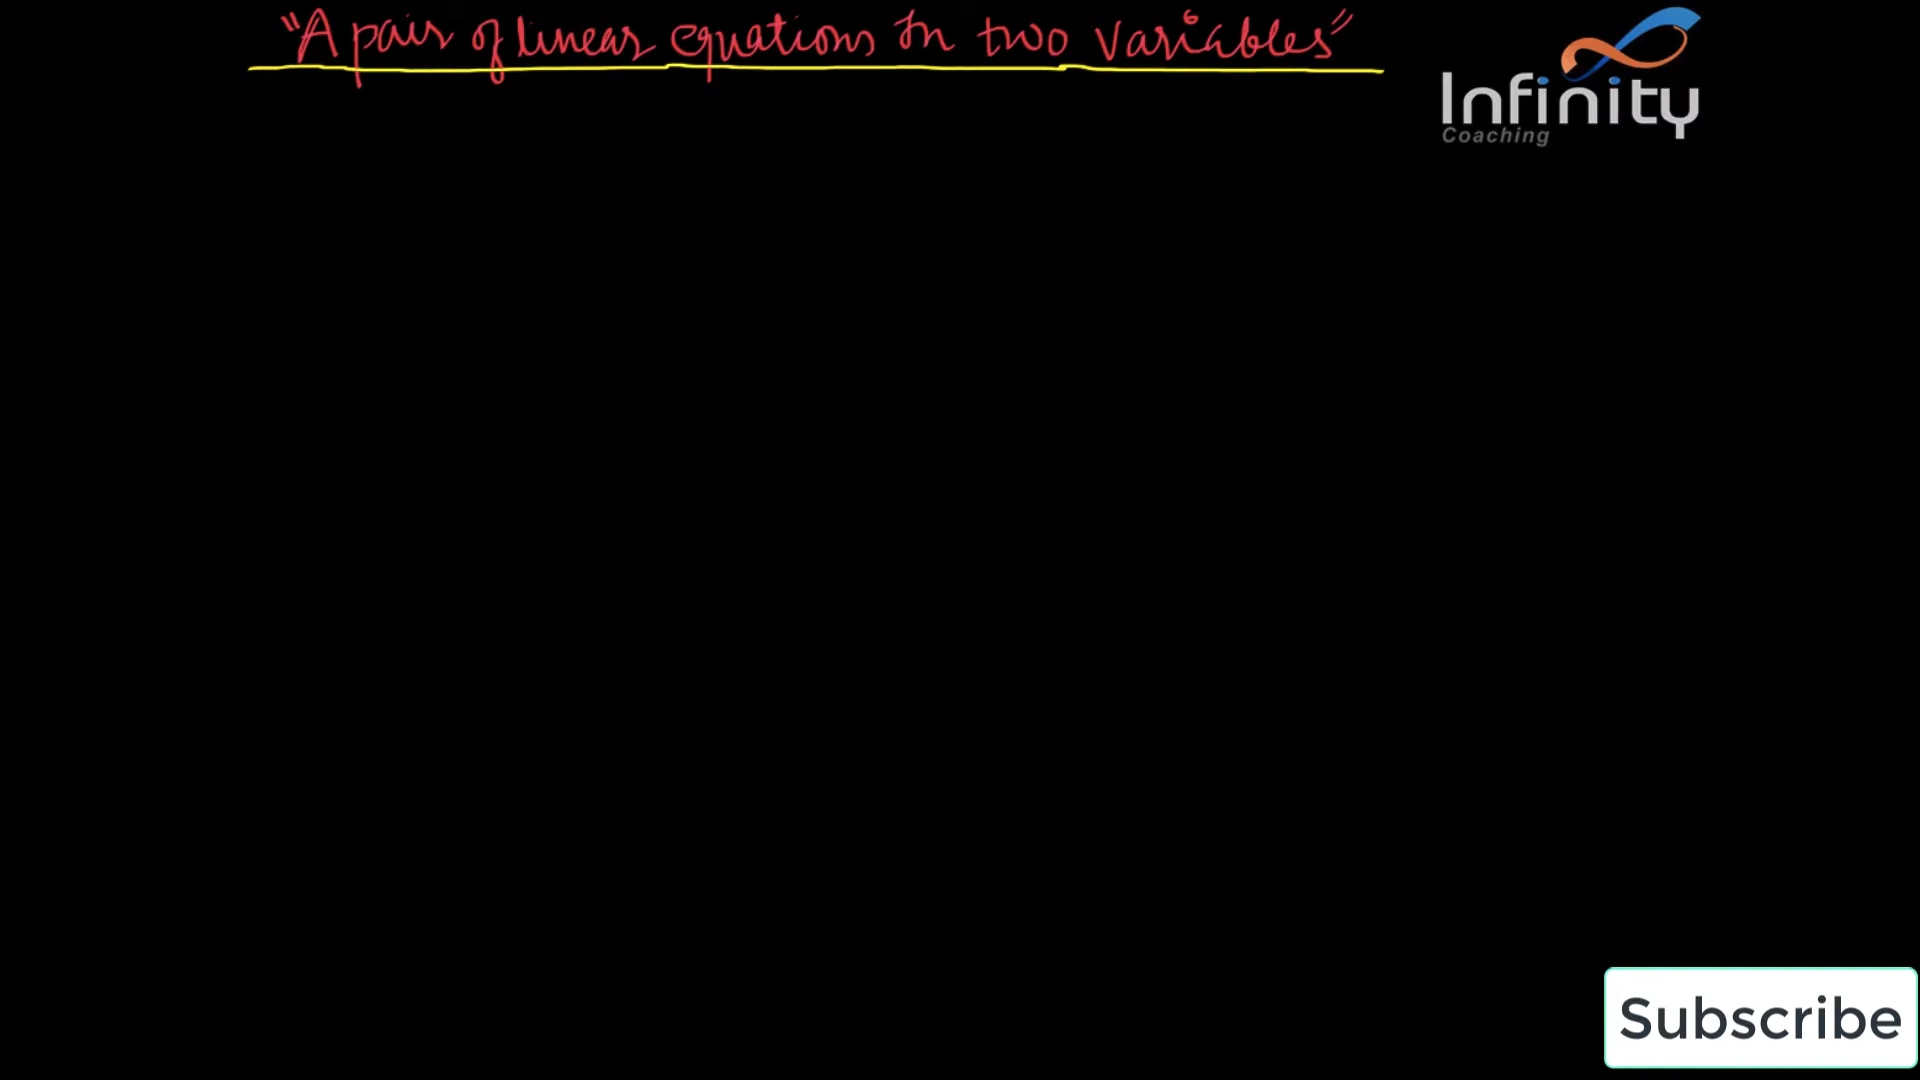 "A pair of linear equations In two variables"
Infinity
Coaching
Subscribe